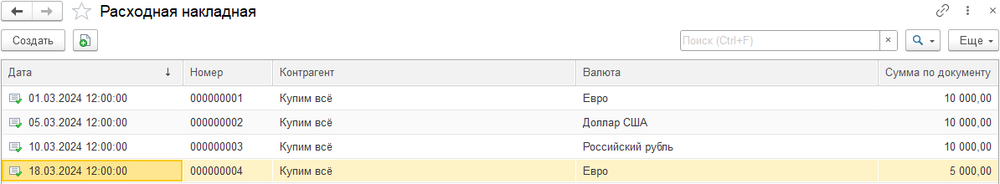 Расходная накладная
Создать Поиск (Ctrl+F) Еще
Дата Номер Контрагент Валюта Сумма по документу
01.03.2024 12:00:00 000000001 Купим всё Евро 10 000,00
05.03.2024 12:00:00 000000002 Купим всё Доллар США 10 000,00
10.03.2024 12:00:00 000000003 Купим всё Российский рубль 10 000,00
18.03.2024 12:00:00 000000004 Купим всё Евро 5 000,00